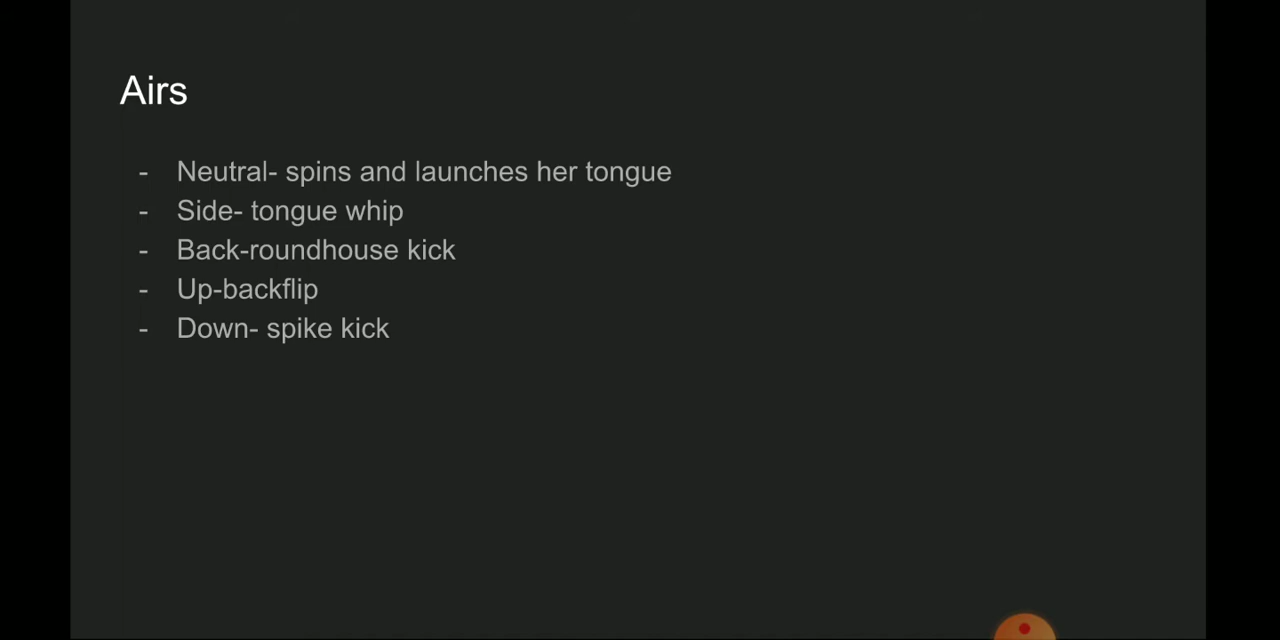 Airs
- Neutral- spins and launches her tongue
- Side- tongue whip
- Back-roundhouse kick
- Up-backflip
- Down- spike kick